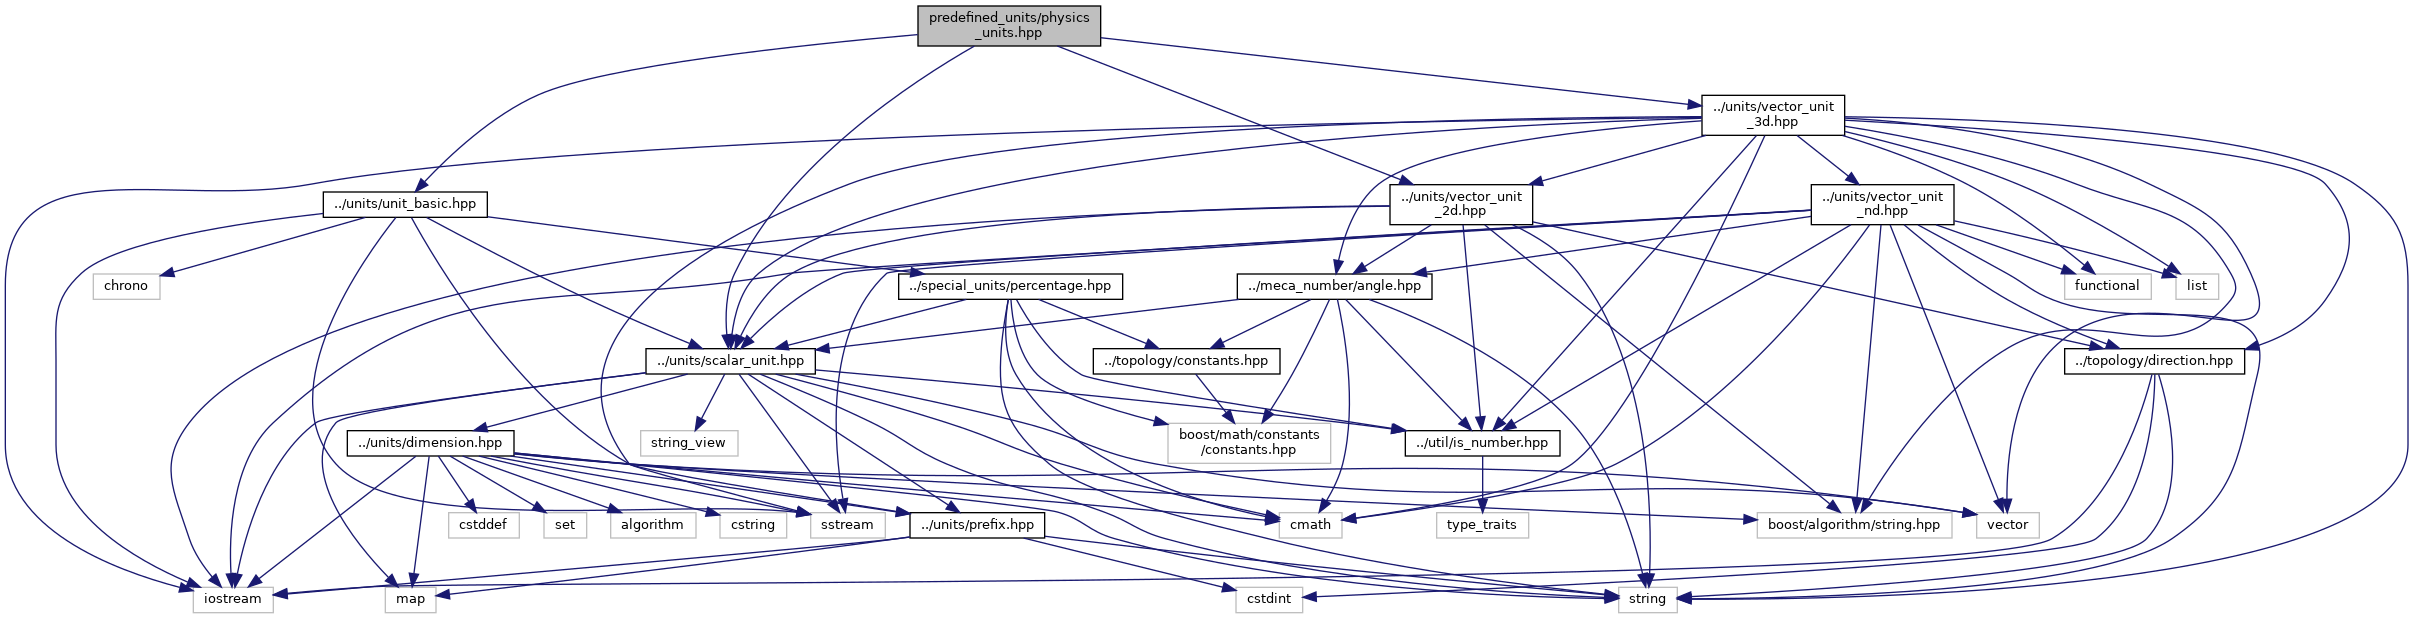 predefined_units/physics
_units.hpp
../units/vector_unit
_3d.hpp
../units/unit_basic.hpp
../units/vector_unit
_2d.hpp
../units/vector_unit
_nd.hpp
chrono
../special_units/percentage.hpp
../meca_number/angle.hpp
functional
list
../units/scalar_unit.hpp
../topology/constants.hpp
../topology/direction.hpp
../units/dimension.hpp
string_view
boost/math/constants
/constants.hpp
../util/is_number.hpp
cstddef
set
algorithm
cstring
sstream
../units/prefix.hpp
cmath
type_traits
boost/algorithm/string.hpp
vector
iostream
map
cstdint
string